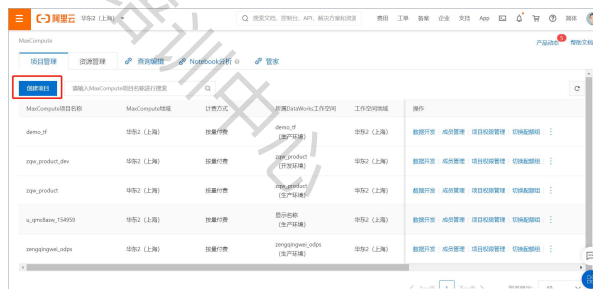 阿里云 华东2（上海） 搜索文档、控制台、API、解决方案和资源 费用 工单 备案 企业 支持 App 简体
MaxCompute 产品动态 帮助文档
项目管理 资源管理 查询编辑 Notebook分析 管家
创建项目 请输入MaxCompute项目名称进行搜索
MaxCompute项目名称 MaxCompute地域 计费方式 所属DataWorks工作空间 工作空间地域 操作
demo_tf 华东2（上海） 按量付费 demo_tf（生产环境） 华东2（上海） 数据开发 成员管理 项目权限管理 切换配额组
zqw_product_dev 华东2（上海） 按量付费 zqw_product（开发环境） 华东2（上海） 数据开发 成员管理 项目权限管理 切换配额组
zqw_product 华东2（上海） 按量付费 zqw_product（生产环境） 华东2（上海） 数据开发 成员管理 项目权限管理 切换配额组
u_qms8asw_154959 华东2（上海） 按量付费 显示名称（生产环境） 华东2（上海） 数据开发 成员管理 项目权限管理 切换配额组
zengqingwei_odps 华东2（上海） 按量付费 zengqingwei_odps（生产环境） 华东2（上海） 数据开发 成员管理 项目权限管理 切换配额组
1
培训中心